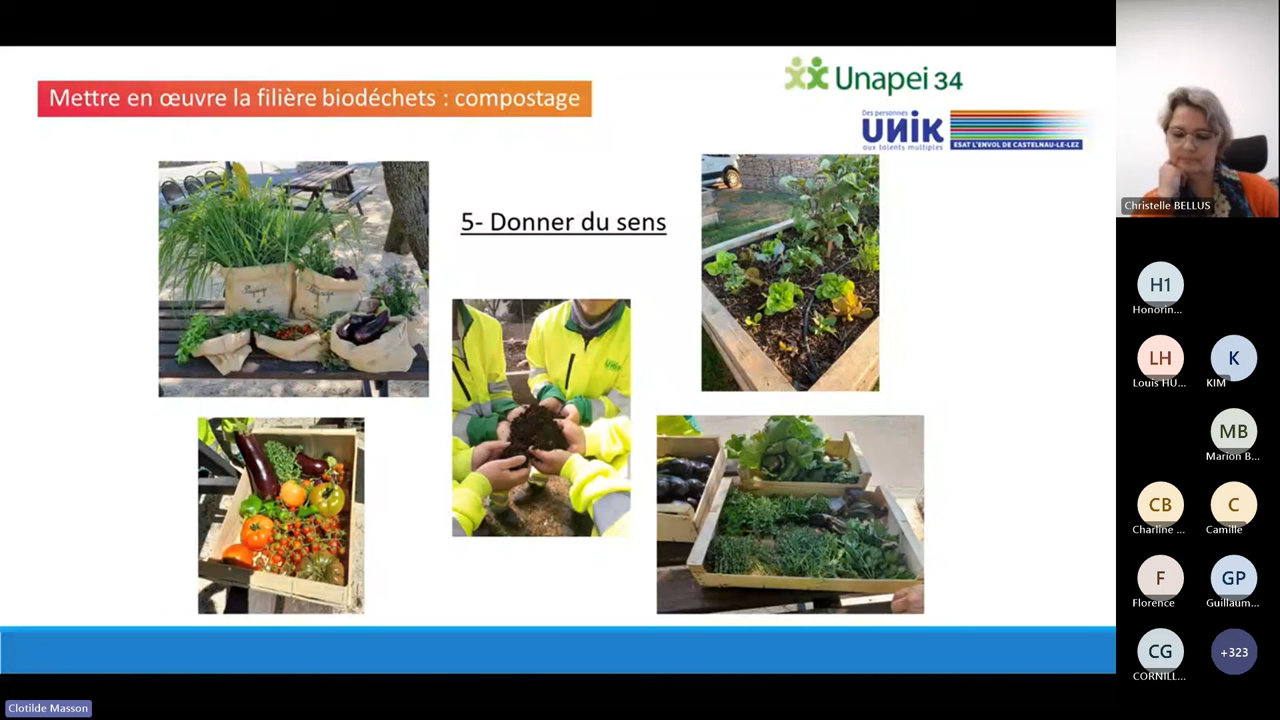 Mettre en œuvre la filière biodéchets : compostage
Unapei 34
Des personnes
UNIK
aux talents multiples
ESAT L'ENVOL DE CASTELNAU-LE-LEZ
5- Donner du sens
Christelle BELLUS
H1
Honorin...
LH
Louis HU...
K
KIM
MB
Marion B...
CB
Charline ...
C
Camille
F
Florence
GP
Guillaum...
CG
CORNILL...
+323
Clotilde Masson